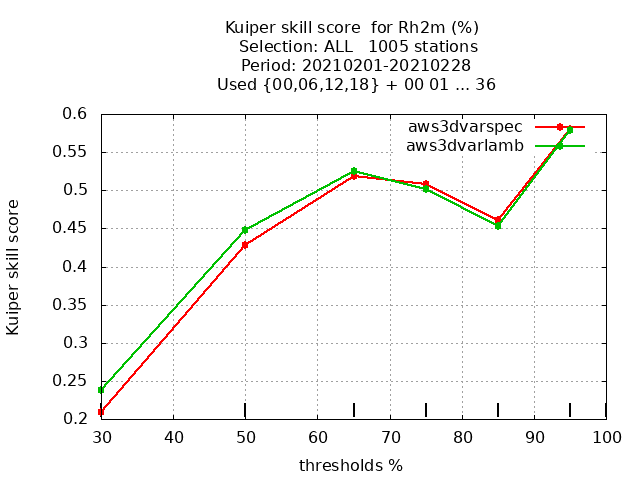 Kuiper skill score  for Rh2m (%)
Selection: ALL   1005 stations
Period: 20210201-20210228
Used {00,06,12,18} + 00 01 ... 36
aws3dvarspec
aws3dvarlamb
0.6
0.55
0.5
0.45
0.4
0.35
0.3
0.25
0.2
Kuiper skill score
30 40 50 60 70 80 90 100
thresholds %